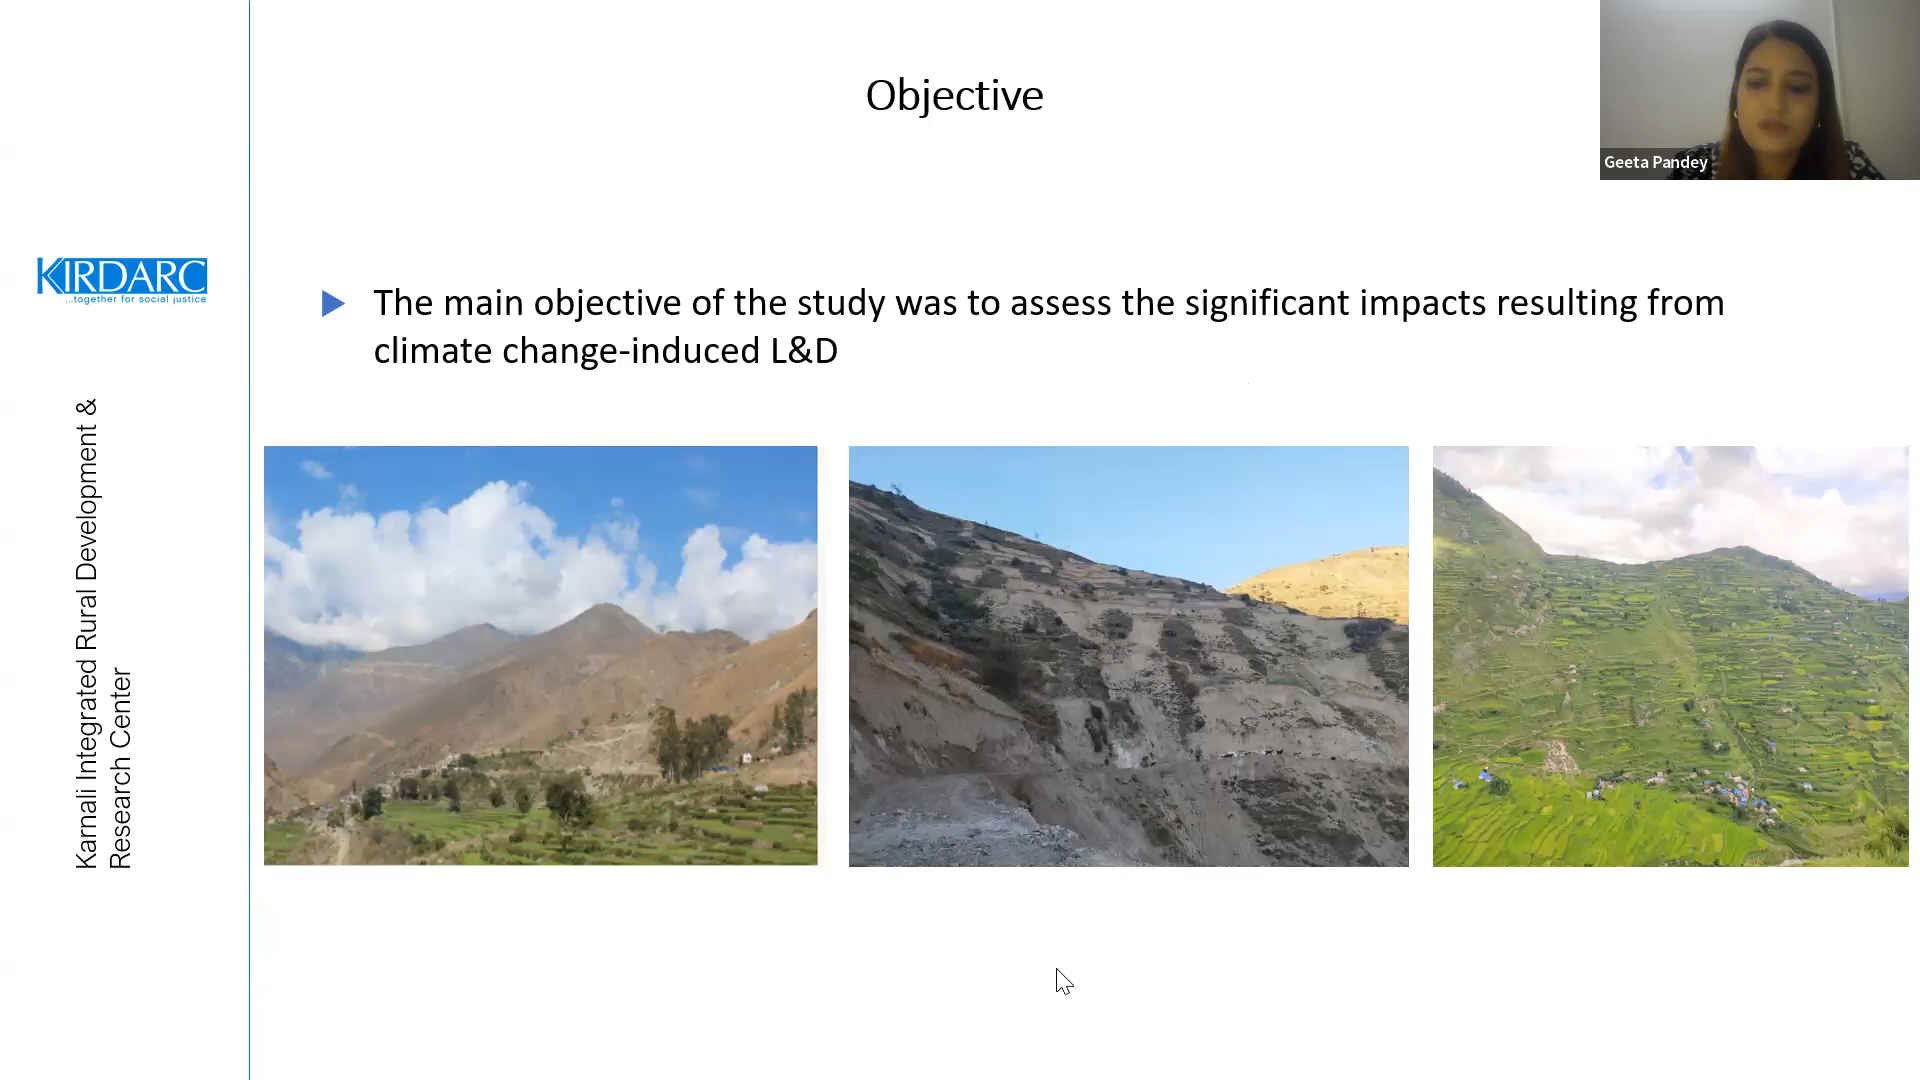 Objective
Geeta Pandey
KIRDARC
...together for social justice
The main objective of the study was to assess the significant impacts resulting from
climate change-induced L&D
Karnali Integrated Rural Development &
Research Center